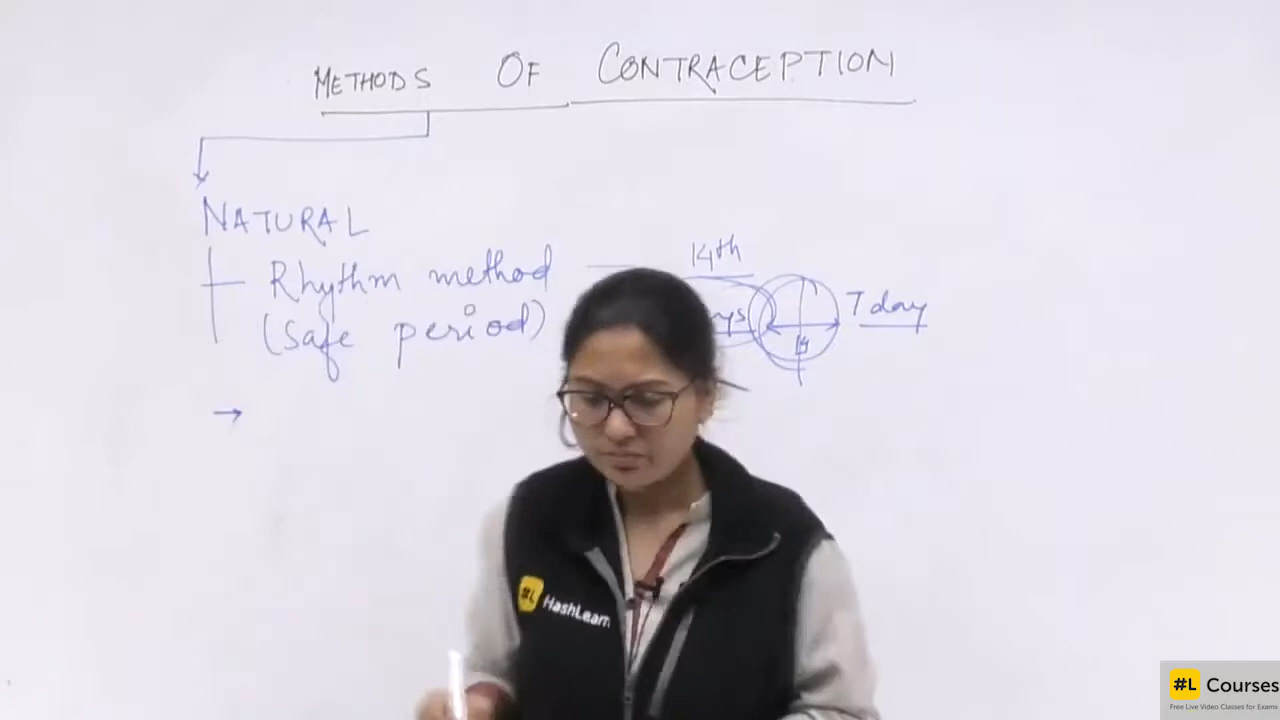 METHODS OF CONTRACEPTION
NATURAL
Rhythm method
(Safe period)
14th
7 day
14
#L HashLearn
#L Courses
Free Live Video Classes for Exams